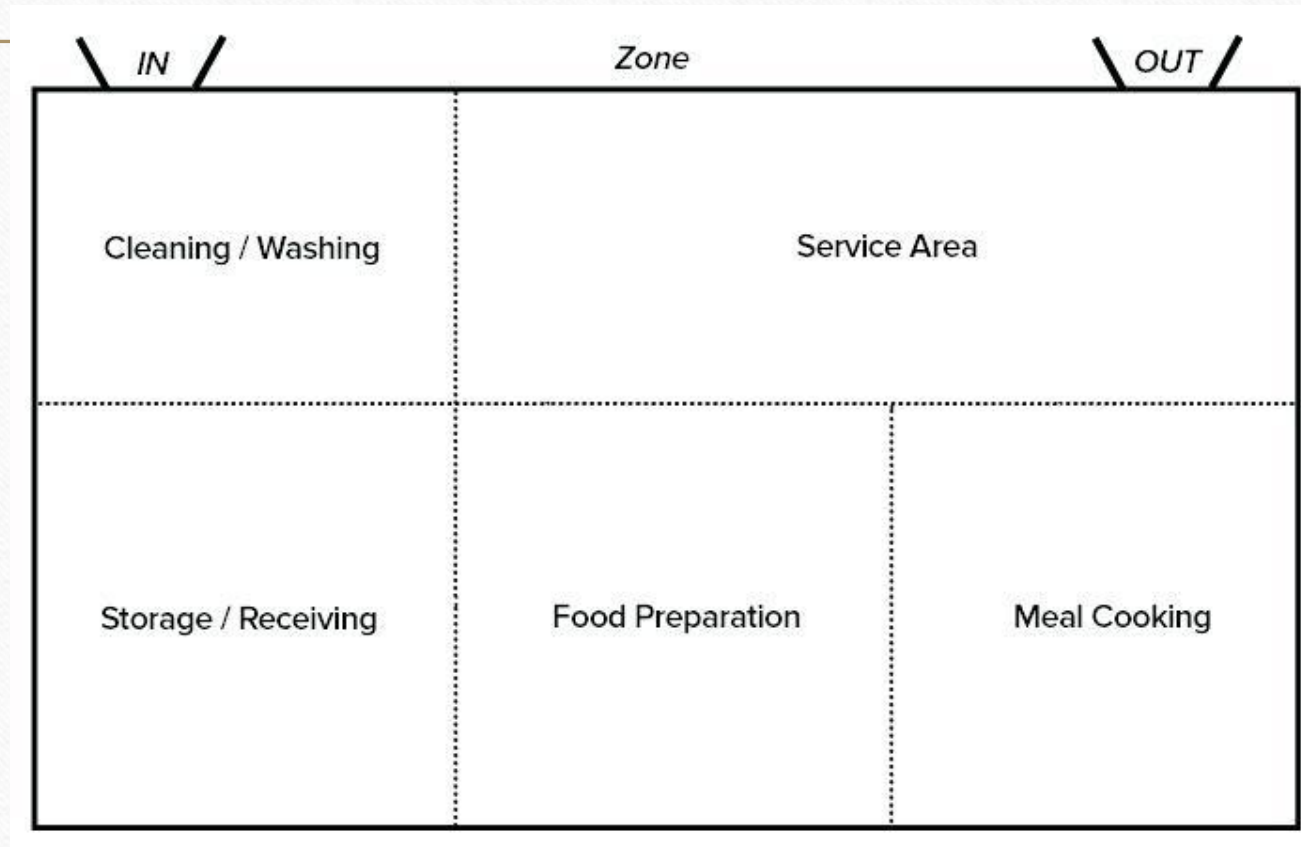 IN
Zone
OUT
Cleaning / Washing
Service Area
Storage / Receiving
Food Preparation
Meal Cooking